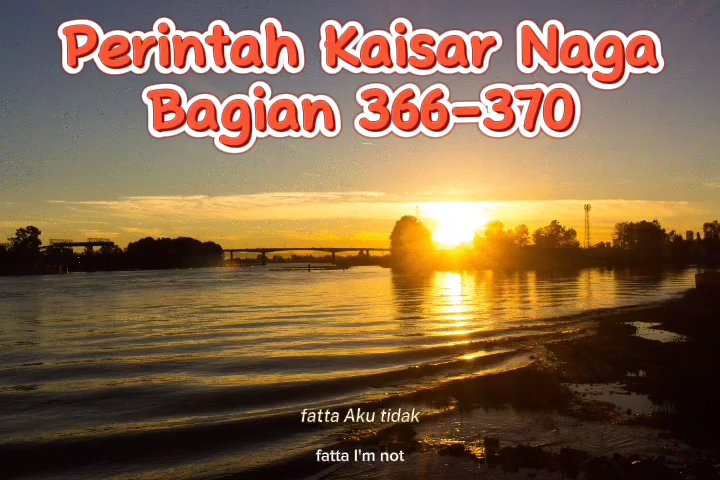 Perintah Kaisar Naga
Bagian 366-370
fatta Aku tidak
fatta I'm not